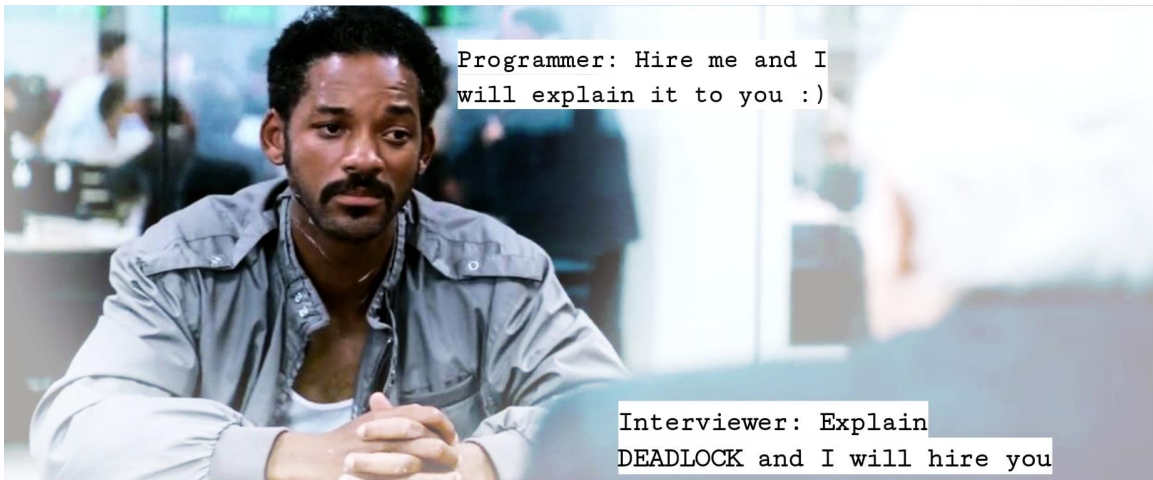 Programmer: Hire me and I
will explain it to you :)
Interviewer: Explain
DEADLOCK and I will hire you